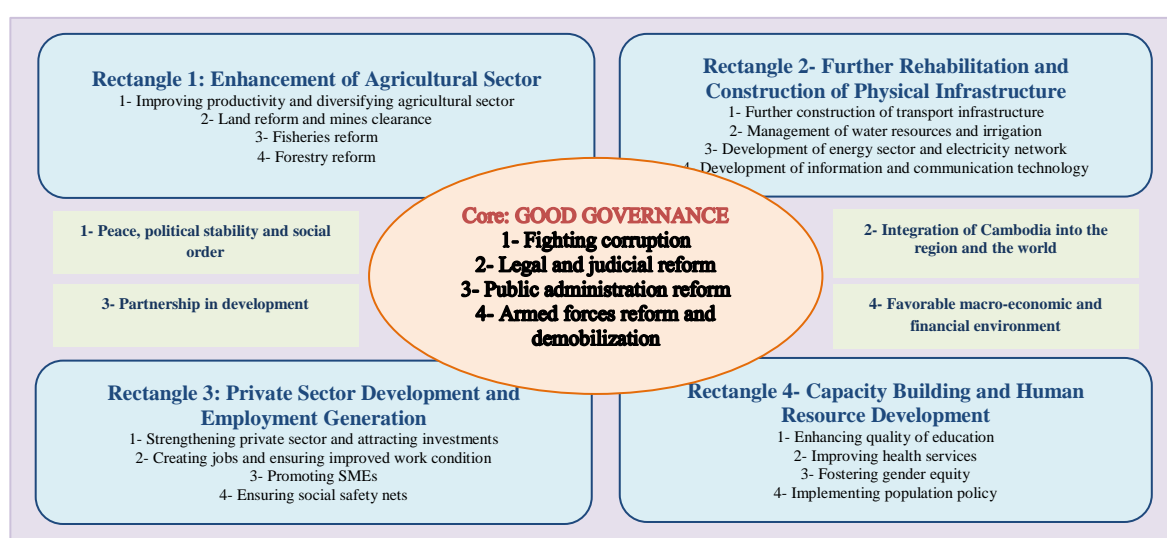 Rectangle 1: Enhancement of Agricultural Sector
1- Improving productivity and diversifying agricultural sector
2- Land reform and mines clearance
3- Fisheries reform
4- Forestry reform
Rectangle 2- Further Rehabilitation and
Construction of Physical Infrastructure
1- Further construction of transport infrastructure
2- Management of water resources and irrigation
3- Development of energy sector and electricity network
4- Development of information and communication technology
Core: GOOD GOVERNANCE
1- Fighting corruption
2- Legal and judicial reform
3- Public administration reform
4- Armed forces reform and
demobilization
1- Peace, political stability and social
order
2- Integration of Cambodia into the
region and the world
3- Partnership in development
4- Favorable macro-economic and
financial environment
Rectangle 3: Private Sector Development and
Employment Generation
1- Strengthening private sector and attracting investments
2- Creating jobs and ensuring improved work condition
3- Promoting SMEs
4- Ensuring social safety nets
Rectangle 4- Capacity Building and Human
Resource Development
1- Enhancing quality of education
2- Improving health services
3- Fostering gender equity
4- Implementing population policy